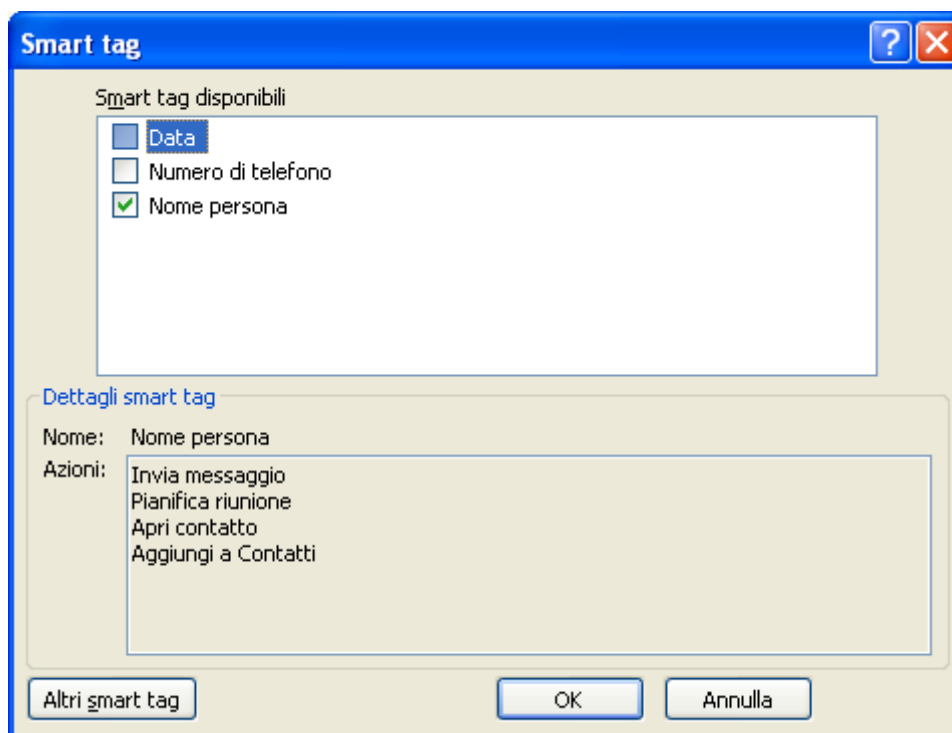 Smart tag
Smart tag disponibili
Data
Numero di telefono
Nome persona
Dettagli smart tag
Nome: Nome persona
Azioni: Invia messaggio
Pianifica riunione
Apri contatto
Aggiungi a Contatti
Altri smart tag OK Annulla